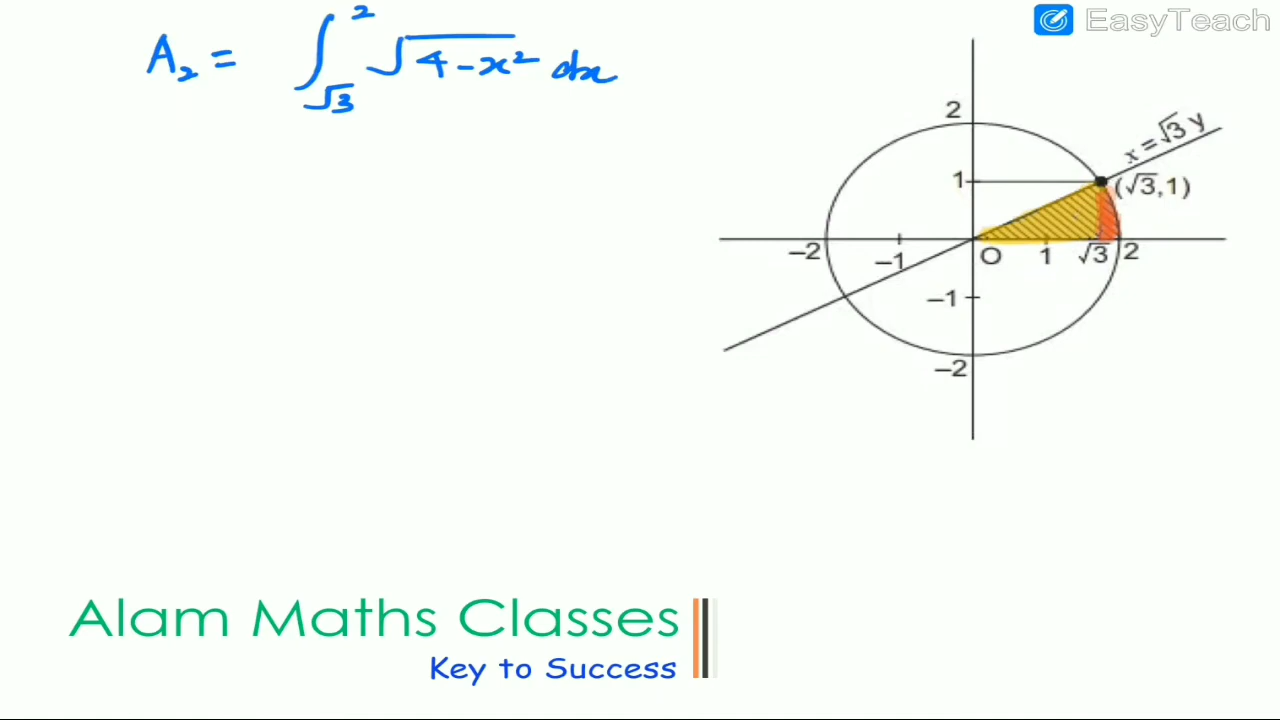 EasyTeach
A₂ = ∫_{√3}^{2} √(4-x²) dx
2
x = √3 y
1
(√3,1)
–2
–1
O
1
√3
2
–1
–2
Alam Maths Classes
Key to Success